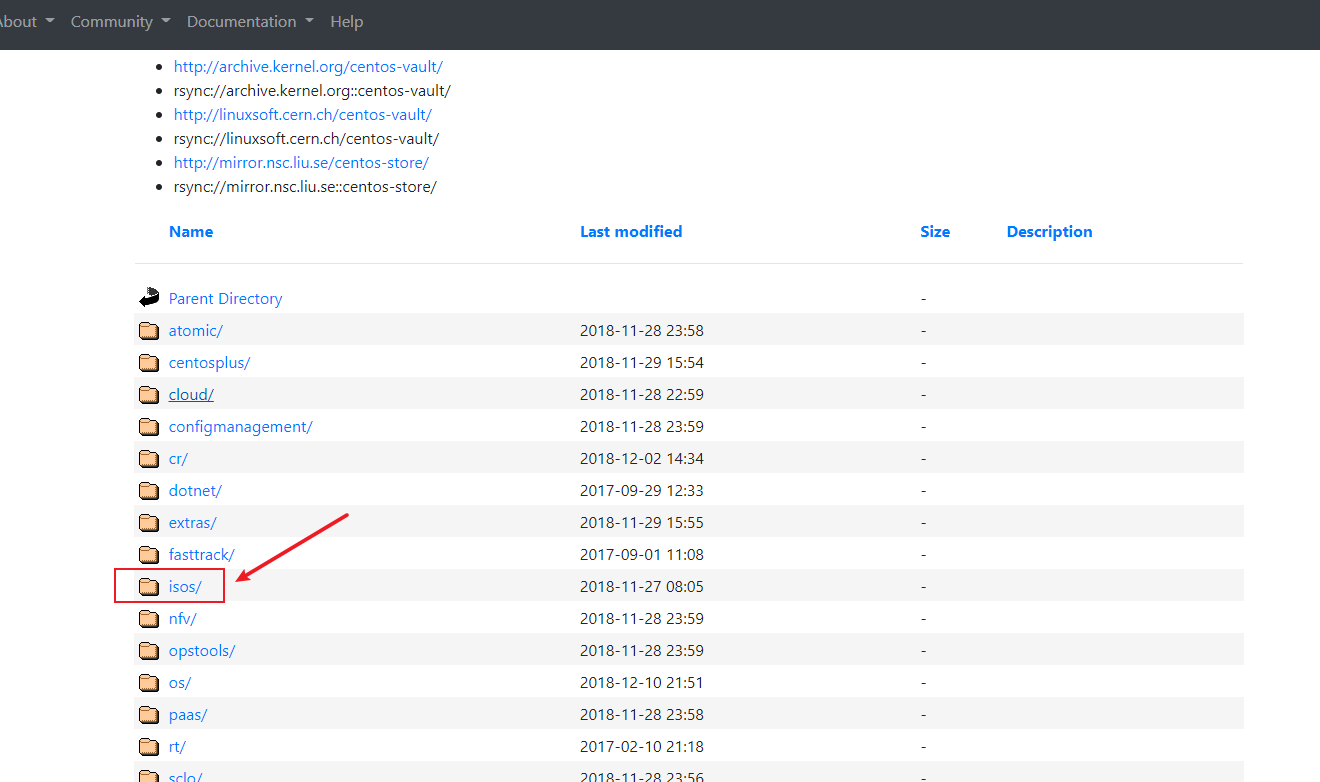 About Community Documentation Help
http://archive.kernel.org/centos-vault/
rsync://archive.kernel.org::centos-vault/
http://linuxsoft.cern.ch/centos-vault/
rsync://linuxsoft.cern.ch/centos-vault/
http://mirror.nsc.liu.se/centos-store/
rsync://mirror.nsc.liu.se::centos-store/
Name Last modified Size Description
Parent Directory -
atomic/ 2018-11-28 23:58 -
centosplus/ 2018-11-29 15:54 -
cloud/ 2018-11-28 22:59 -
configmanagement/ 2018-11-28 23:59 -
cr/ 2018-12-02 14:34 -
dotnet/ 2017-09-29 12:33 -
extras/ 2018-11-29 15:55 -
fasttrack/ 2017-09-01 11:08 -
isos/ 2018-11-27 08:05 -
nfv/ 2018-11-28 23:59 -
opstools/ 2018-11-28 23:59 -
os/ 2018-12-10 21:51 -
paas/ 2018-11-28 23:58 -
rt/ 2017-02-10 21:18 -
sclo/ 2018-11-28 23:56 -